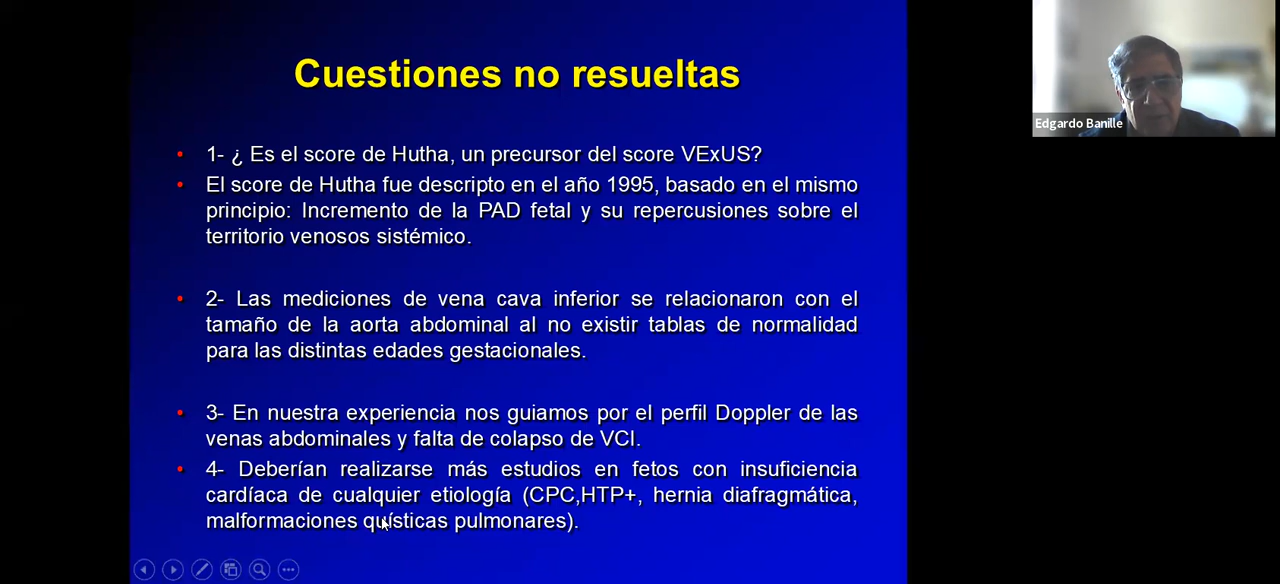 Cuestiones no resueltas
• 1- ¿ Es el score de Hutha, un precursor del score VExUS?
• El score de Hutha fue descripto en el año 1995, basado en el mismo
principio: Incremento de la PAD fetal y su repercusiones sobre el
territorio venosos sistémico.
• 2- Las mediciones de vena cava inferior se relacionaron con el
tamaño de la aorta abdominal al no existir tablas de normalidad
para las distintas edades gestacionales.
• 3- En nuestra experiencia nos guiamos por el perfil Doppler de las
venas abdominales y falta de colapso de VCI.
• 4- Deberían realizarse más estudios en fetos con insuficiencia
cardíaca de cualquier etiología (CPC,HTP+, hernia diafragmática,
malformaciones quísticas pulmonares).
Edgardo Banille